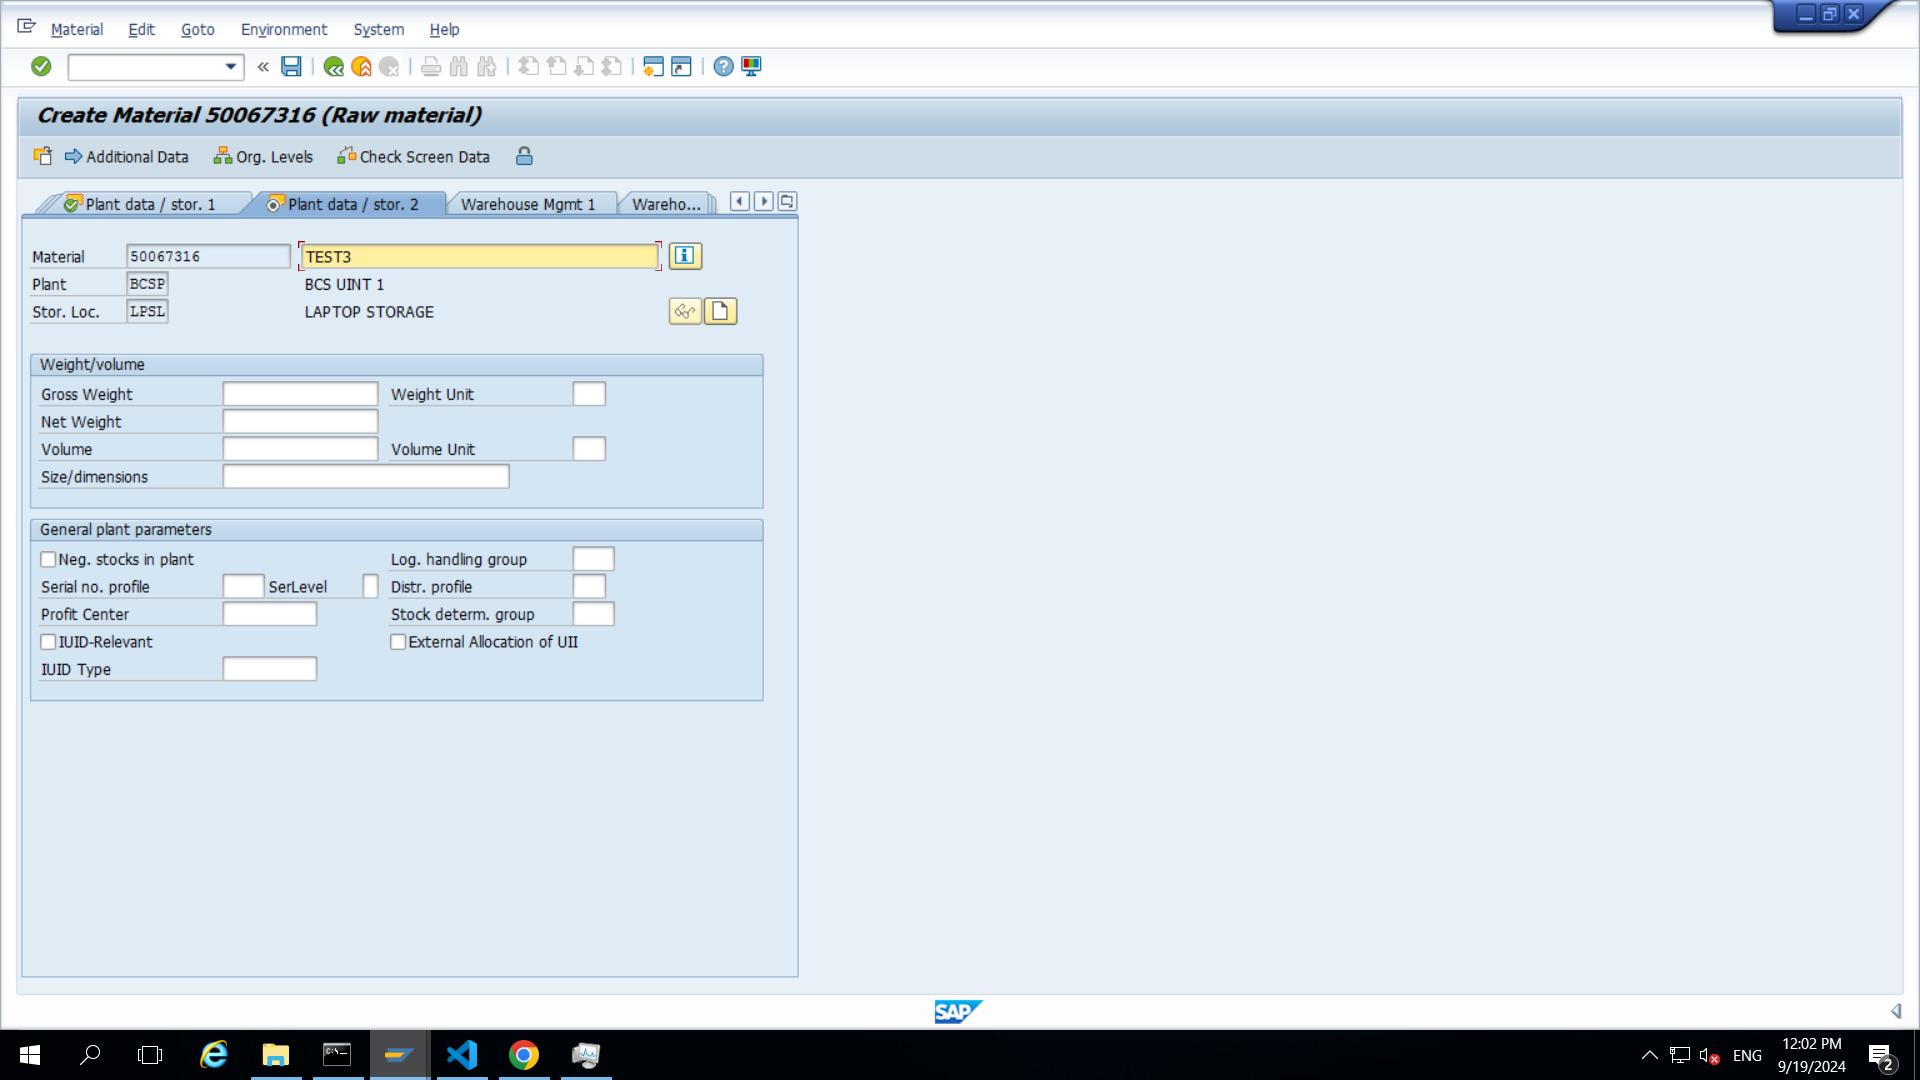 Material Edit Goto Environment System Help
Create Material 50067316 (Raw material)
Additional Data Org. Levels Check Screen Data
Plant data / stor. 1 Plant data / stor. 2 Warehouse Mgmt 1 Wareho...
Material 50067316 TEST3
Plant BCSP BCS UINT 1
Stor. Loc. LPSL LAPTOP STORAGE
Weight/volume
Gross Weight Weight Unit
Net Weight
Volume Volume Unit
Size/dimensions
General plant parameters
Neg. stocks in plant Log. handling group
Serial no. profile SerLevel Distr. profile
Profit Center Stock determ. group
IUID-Relevant External Allocation of UII
IUID Type
SAP
ENG
12:02 PM
9/19/2024
2